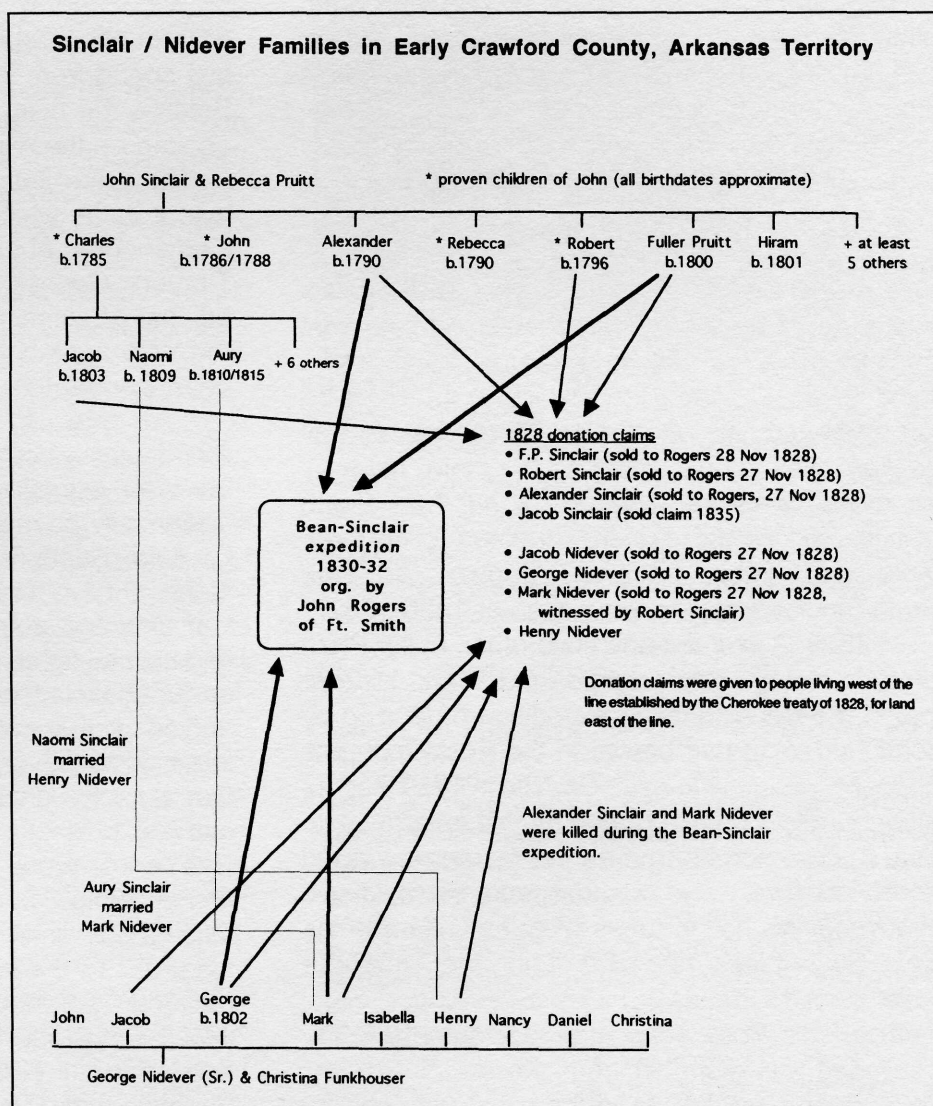 Sinclair / Nidever Families in Early Crawford County, Arkansas Territory
John Sinclair & Rebecca Pruitt
* proven children of John (all birthdates approximate)
* Charles
b.1785
* John
b.1786/1788
Alexander
b.1790
* Rebecca
b.1790
* Robert
b.1796
Fuller Pruitt
b.1800
Hiram
b. 1801
+ at least
5 others
Jacob
b.1803
Naomi
b. 1809
Aury
b.1810/1815
+ 6 others
1828 donation claims
• F.P. Sinclair (sold to Rogers 28 Nov 1828)
• Robert Sinclair (sold to Rogers 27 Nov 1828)
• Alexander Sinclair (sold to Rogers, 27 Nov 1828)
• Jacob Sinclair (sold claim 1835)
• Jacob Nidever (sold to Rogers 27 Nov 1828)
• George Nidever (sold to Rogers 27 Nov 1828)
• Mark Nidever (sold to Rogers 27 Nov 1828,
witnessed by Robert Sinclair)
• Henry Nidever
Bean-Sinclair
expedition
1830-32
org. by
John Rogers
of Ft. Smith
Donation claims were given to people living west of the
line established by the Cherokee treaty of 1828, for land
east of the line.
Naomi Sinclair
married
Henry Nidever
Alexander Sinclair and Mark Nidever
were killed during the Bean-Sinclair
expedition.
Aury Sinclair
married
Mark Nidever
John
Jacob
George
b.1802
Mark
Isabella
Henry
Nancy
Daniel
Christina
George Nidever (Sr.) & Christina Funkhouser